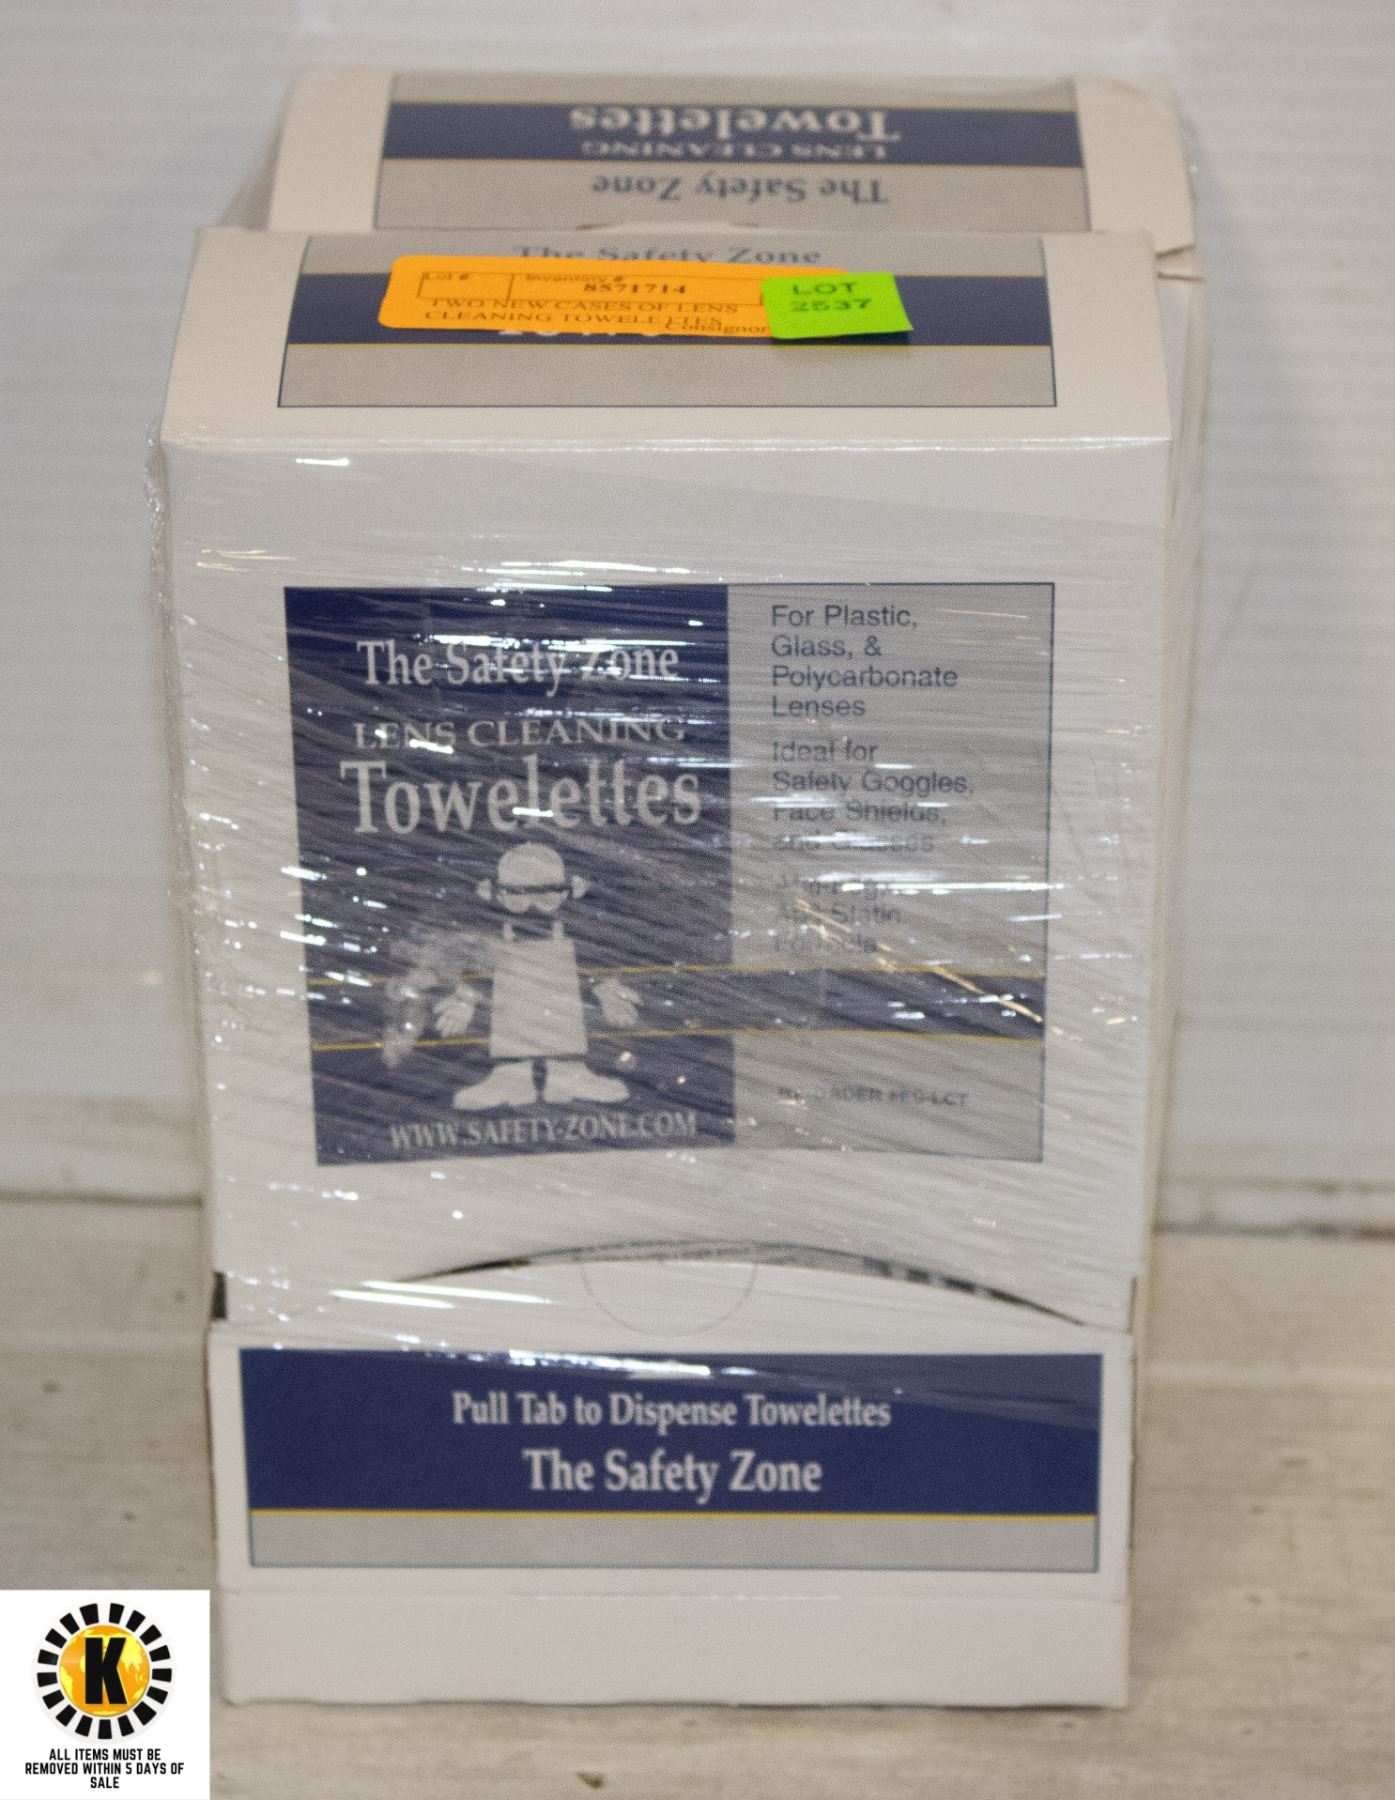 Towelettes
LENS CLEANING
The Safety Zone
The Safety Zone
Lot #:
Inventory #
8571714
TWO NEW CASES OF LENS
CLEANING TOWELETTES
Consignor
LOT
2537
The Safety Zone
LENS CLEANING
Towelettes
WWW.SAFETY-ZONE.COM
For Plastic,
Glass, &
Polycarbonate
Lenses
Ideal for
Safety Goggles,
Face Shields,
and Glasses
Pull Tab to Dispense Towelettes
The Safety Zone
K
ALL ITEMS MUST BE
REMOVED WITHIN 5 DAYS OF
SALE